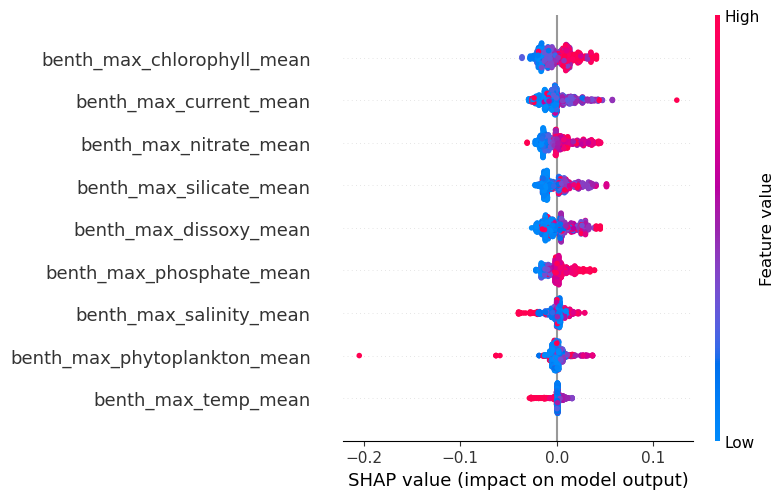 High
benth_max_chlorophyll_mean
benth_max_current_mean
benth_max_nitrate_mean
benth_max_silicate_mean
benth_max_dissoxy_mean
benth_max_phosphate_mean
benth_max_salinity_mean
benth_max_phytoplankton_mean
benth_max_temp_mean
Feature value
Low
−0.2 −0.1 0.0 0.1
SHAP value (impact on model output)